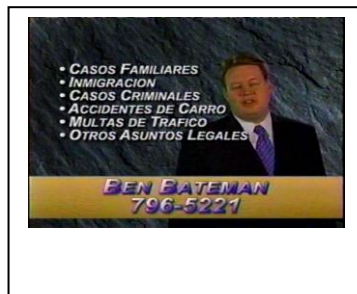 • CASOS FAMILIARES
• INMIGRACION
• CASOS CRIMINALES
• ACCIDENTES DE CARRO
• MULTAS DE TRAFICO
• OTROS ASUNTOS LEGALES
BEN BATEMAN
796-5221